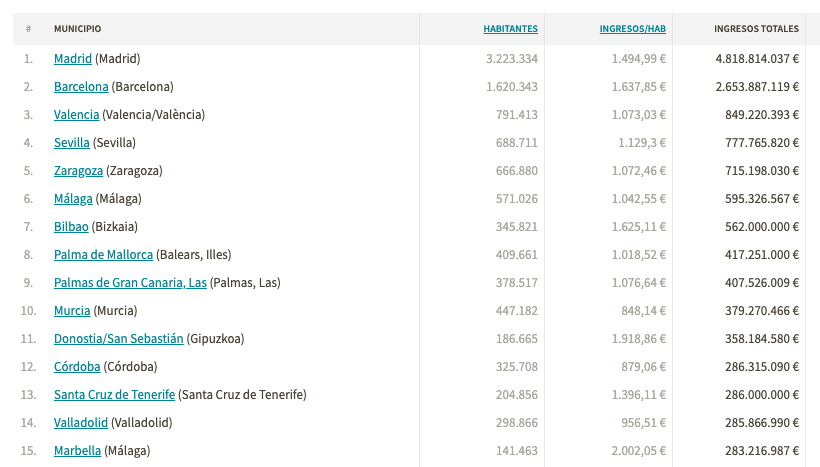 # MUNICIPIO HABITANTES INGRESOS/HAB INGRESOS TOTALES
1. Madrid (Madrid) 3.223.334 1.494,99 € 4.818.814.037 €
2. Barcelona (Barcelona) 1.620.343 1.637,85 € 2.653.887.119 €
3. Valencia (Valencia/València) 791.413 1.073,03 € 849.220.393 €
4. Sevilla (Sevilla) 688.711 1.129,3 € 777.765.820 €
5. Zaragoza (Zaragoza) 666.880 1.072,46 € 715.198.030 €
6. Málaga (Málaga) 571.026 1.042,55 € 595.326.567 €
7. Bilbao (Bizkaia) 345.821 1.625,11 € 562.000.000 €
8. Palma de Mallorca (Balears, Illes) 409.661 1.018,52 € 417.251.000 €
9. Palmas de Gran Canaria, Las (Palmas, Las) 378.517 1.076,64 € 407.526.009 €
10. Murcia (Murcia) 447.182 848,14 € 379.270.466 €
11. Donostia/San Sebastián (Gipuzkoa) 186.665 1.918,86 € 358.184.580 €
12. Córdoba (Córdoba) 325.708 879,06 € 286.315.090 €
13. Santa Cruz de Tenerife (Santa Cruz de Tenerife) 204.856 1.396,11 € 286.000.000 €
14. Valladolid (Valladolid) 298.866 956,51 € 285.866.990 €
15. Marbella (Málaga) 141.463 2.002,05 € 283.216.987 €